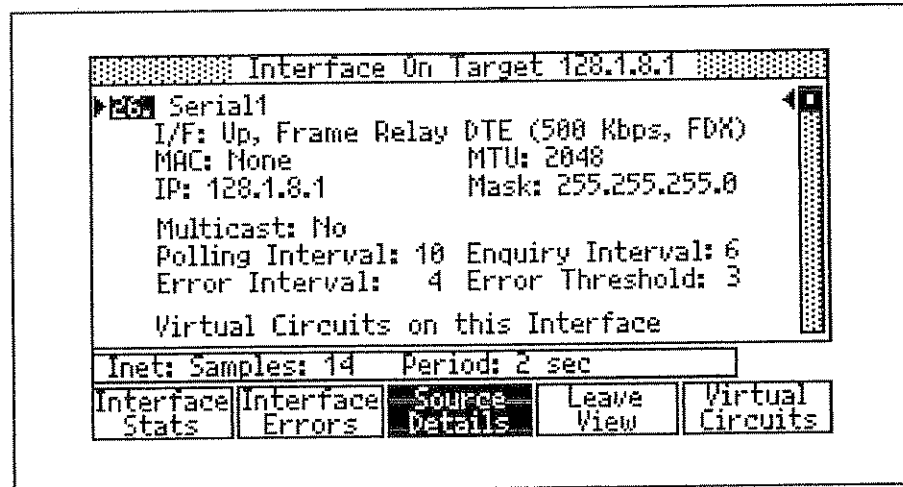 Interface On Target 128.1.8.1
26. Serial1
I/F: Up, Frame Relay DTE (500 Kbps, FDX)
MAC: None MTU: 2048
IP: 128.1.8.1 Mask: 255.255.255.0
Multicast: No
Polling Interval: 10 Enquiry Interval: 6
Error Interval: 4 Error Threshold: 3
Virtual Circuits on this Interface
Inet: Samples: 14 Period: 2 sec
Interface Stats
Interface Errors
Source Details
Leave View
Virtual Circuits